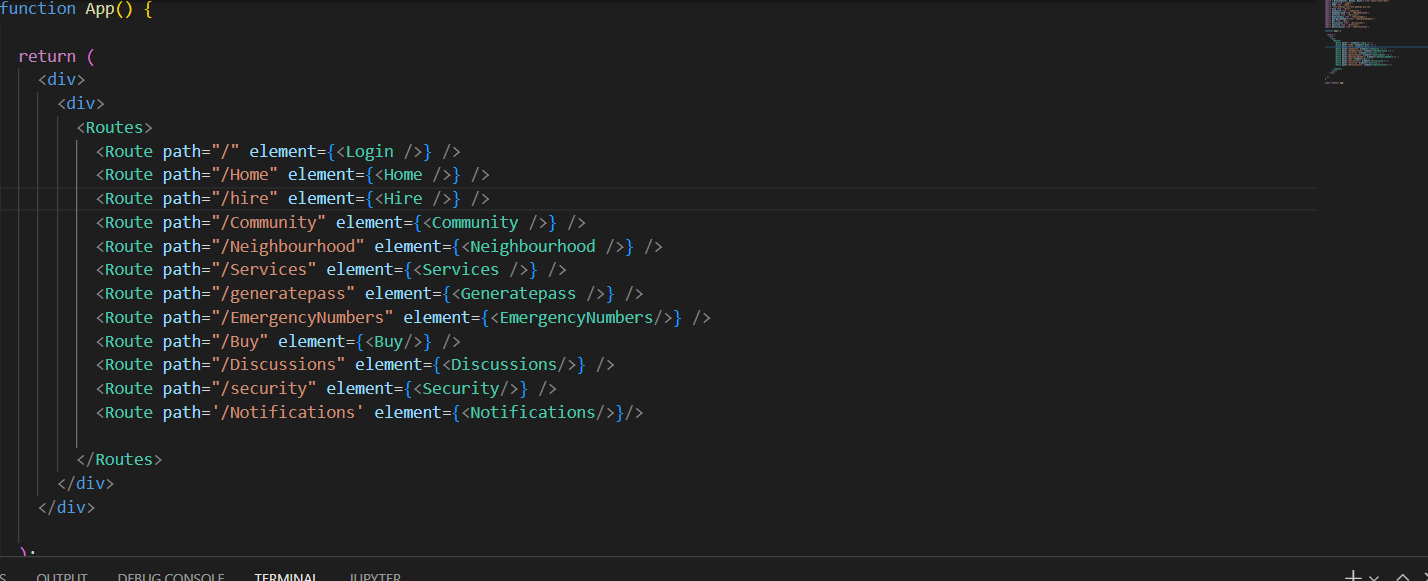 function App() {
return (
<div>
<div>
<Routes>
<Route path="/" element={<Login />} />
<Route path="/Home" element={<Home />} />
<Route path="/hire" element={<Hire />} />
<Route path="/Community" element={<Community />} />
<Route path="/Neighbourhood" element={<Neighbourhood />} />
<Route path="/Services" element={<Services />} />
<Route path="/generatepass" element={<Generatepass />} />
<Route path="/EmergencyNumbers" element={<EmergencyNumbers/>} />
<Route path="/Buy" element={<Buy/>} />
<Route path="/Discussions" element={<Discussions/>} />
<Route path="/security" element={<Security/>} />
<Route path='/Notifications' element={<Notifications/>}/>
</Routes>
</div>
</div>
);
OUTPUT DEBUG CONSOLE TERMINAL JUPYTER